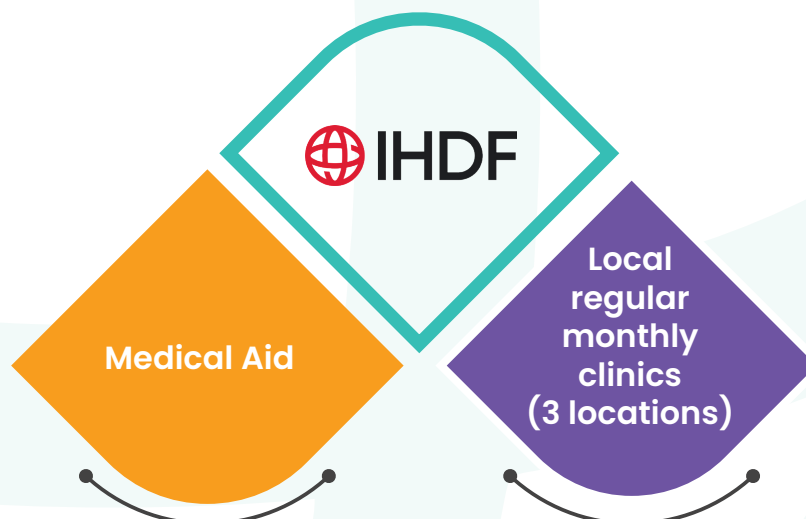 IHDF
Medical Aid
Local
regular
monthly
clinics
(3 locations)